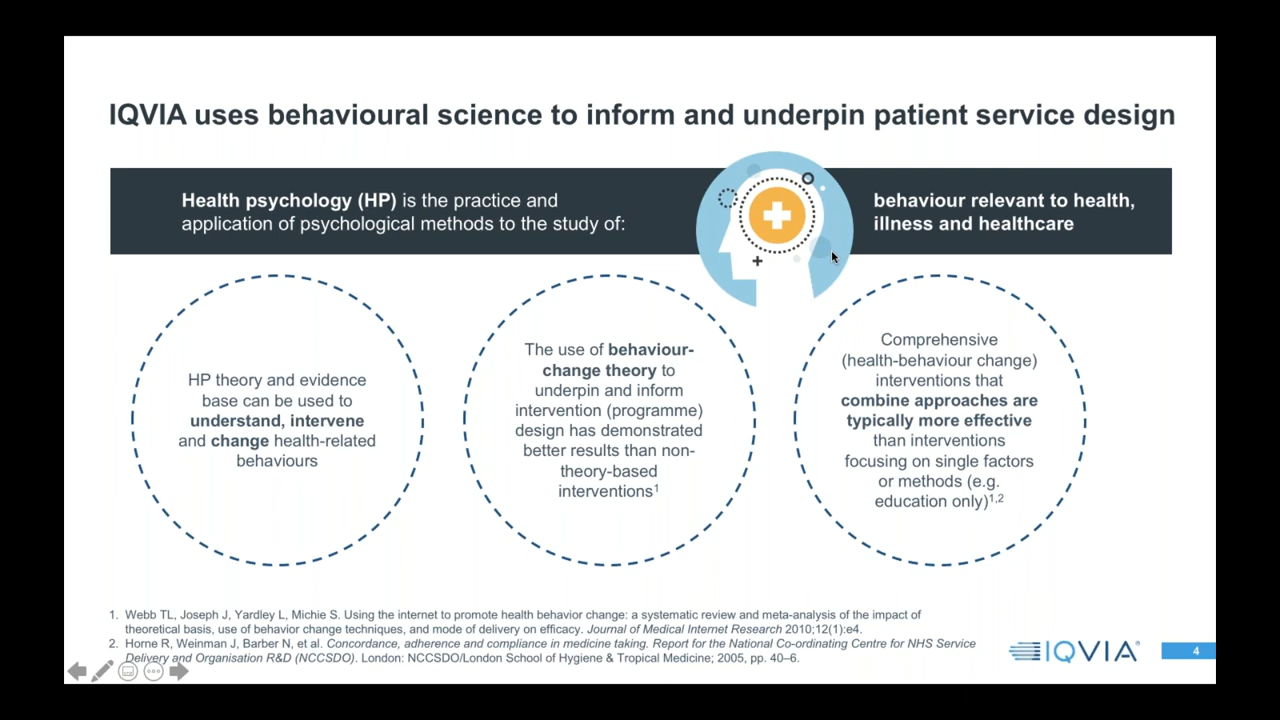 IQVIA uses behavioural science to inform and underpin patient service design
Health psychology (HP) is the practice and
application of psychological methods to the study of:
behaviour relevant to health,
illness and healthcare
HP theory and evidence
base can be used to
understand, intervene
and change health-related
behaviours
The use of behaviour-
change theory to
underpin and inform
intervention (programme)
design has demonstrated
better results than non-
theory-based
interventions¹
Comprehensive
(health-behaviour change)
interventions that
combine approaches are
typically more effective
than interventions
focusing on single factors
or methods (e.g.
education only)¹,²
1. Webb TL, Joseph J, Yardley L, Michie S. Using the internet to promote health behavior change: a systematic review and meta-analysis of the impact of
theoretical basis, use of behavior change techniques, and mode of delivery on efficacy. Journal of Medical Internet Research 2010;12(1):e4.
2. Horne R, Weinman J, Barber N, et al. Concordance, adherence and compliance in medicine taking. Report for the National Co-ordinating Centre for NHS Service
Delivery and Organisation R&D (NCCSDO). London: NCCSDO/London School of Hygiene & Tropical Medicine; 2005, pp. 40–6.
IQVIA®
4